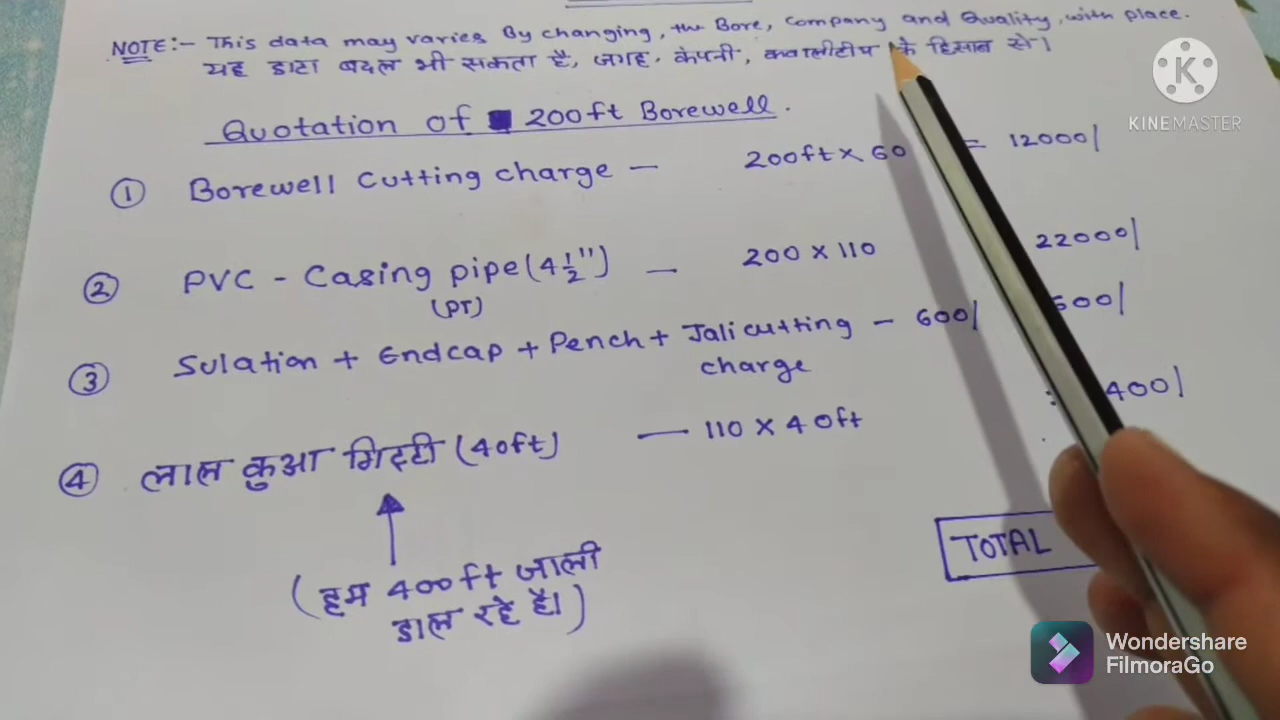 NOTE:- This data may varies By changing, the Bore, Company and Quality, with place.
यह डाटा बदल भी सकता है, जगह, कंपनी, क्वालीटीप के हिसाब से।
Quotation of 200ft Borewell.
① Borewell Cutting charge — 200ft x 60 = 12000/
② PVC - Casing pipe (4½") — 200 x 110 22000/
(PT)
③ Sulation + Endcap + Pench + Jali cutting - 600/ 600/
charge
④ लाल कुआ गिट्टी (40ft) — 110 x 40ft 400/
(हम 400ft जाली
डाल रहे है।)
TOTAL
K
KINEMASTER
Wondershare
FilmoraGo